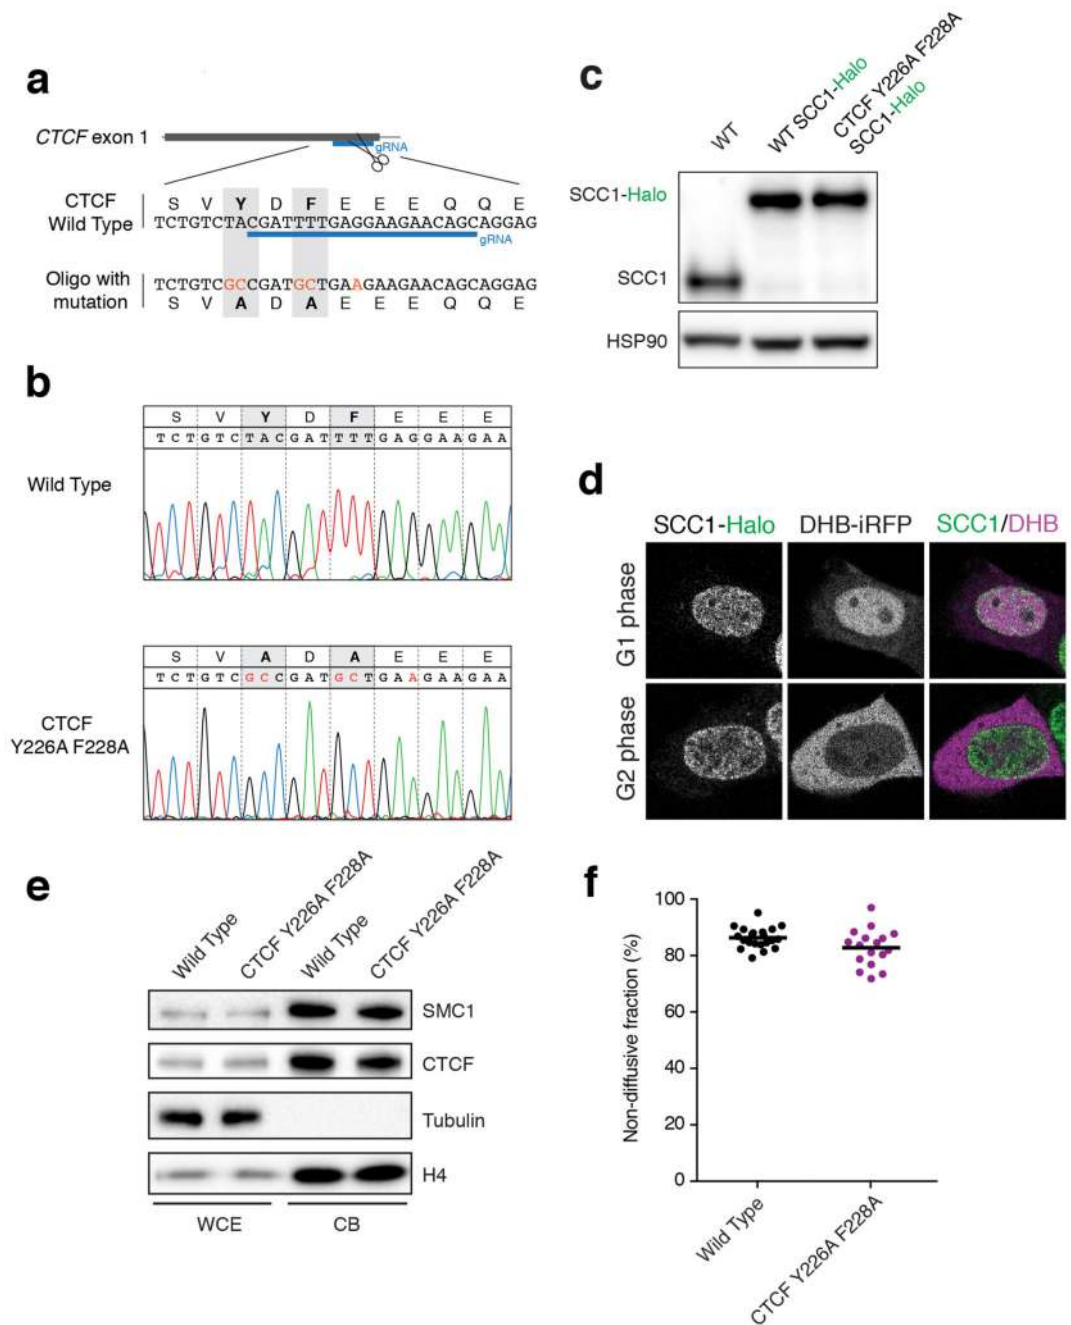 a
CTCF exon 1
gRNA
CTCF
Wild Type
S V Y D F E E E Q Q E
TCTGTCTACGATTTTGAGGAAGAACAGCAGGAG
gRNA
Oligo with
mutation
TCTGTCGCCGATGCTGAAGAAGAACAGCAGGAG
S V A D A E E E Q Q E
b
Wild Type
S V Y D F E E E
T C T G T C T A C G A T T T T G A G G A A G A A
CTCF
Y226A F228A
S V A D A E E E
T C T G T C G C C G A T G C T G A A G A A G A A
c
WT
WT SCC1-Halo
CTCF Y226A F228A
SCC1-Halo
SCC1-Halo
SCC1
HSP90
d
SCC1-Halo DHB-iRFP SCC1/DHB
G1 phase
G2 phase
e
Wild Type
CTCF Y226A F228A
Wild Type
CTCF Y226A F228A
SMC1
CTCF
Tubulin
H4
WCE CB
f
Non-diffusive fraction (%)
100
80
60
40
20
0
Wild Type
CTCF Y226A F228A